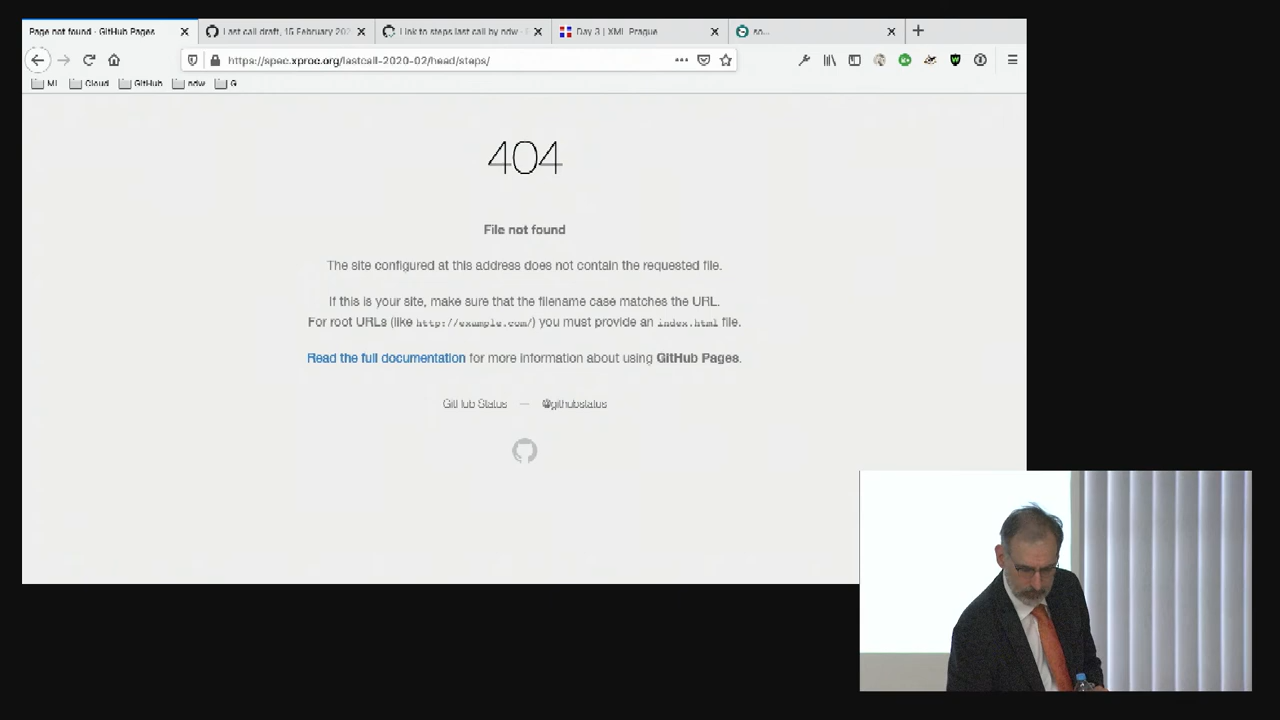 Page not found · GitHub Pages
Last call draft, 15 February 202
Link to steps last call by ndw ·
Day 3 | XML Prague
so...
https://spec.xproc.org/lastcall-2020-02/head/steps/
ML
Cloud
GitHub
ndw
G
404
File not found
The site configured at this address does not contain the requested file.
If this is your site, make sure that the filename case matches the URL.
For root URLs (like http://example.com/) you must provide an index.html file.
Read the full documentation for more information about using GitHub Pages.
GitHub Status — @githubstatus